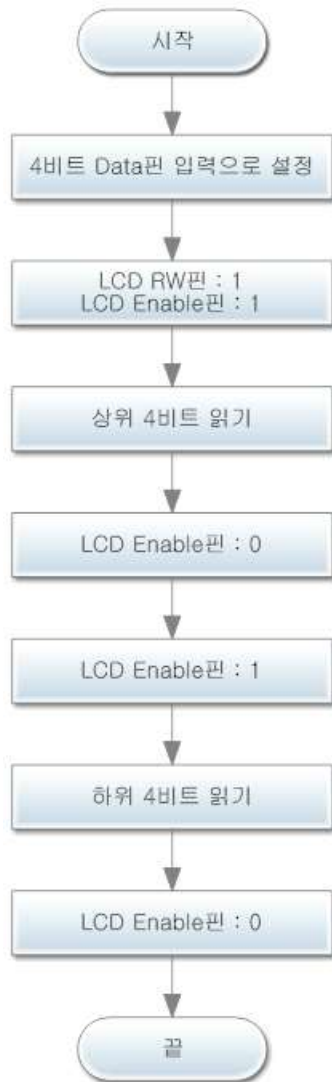 시작
4비트 Data핀 입력으로 설정
LCD RW핀 : 1
LCD Enable핀 : 1
상위 4비트 읽기
LCD Enable핀 : 0
LCD Enable핀 : 1
하위 4비트 읽기
LCD Enable핀 : 0
끝